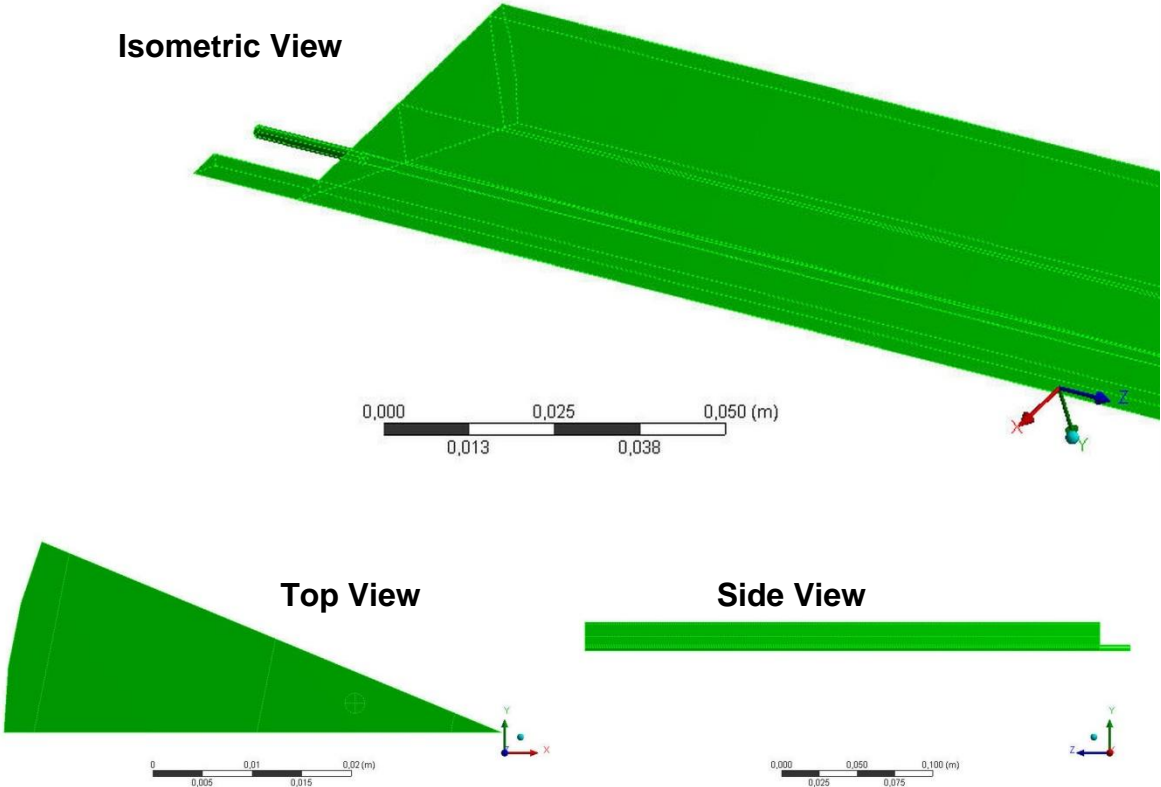 Isometric View
0,000 0,025 0,050 (m)
0,013 0,038
X
Y
Z
Top View
Side View
Y
X
Z
0 0,01 0,02 (m)
0,005 0,015
Y
Z
0,000 0,050 0,100 (m)
0,025 0,075